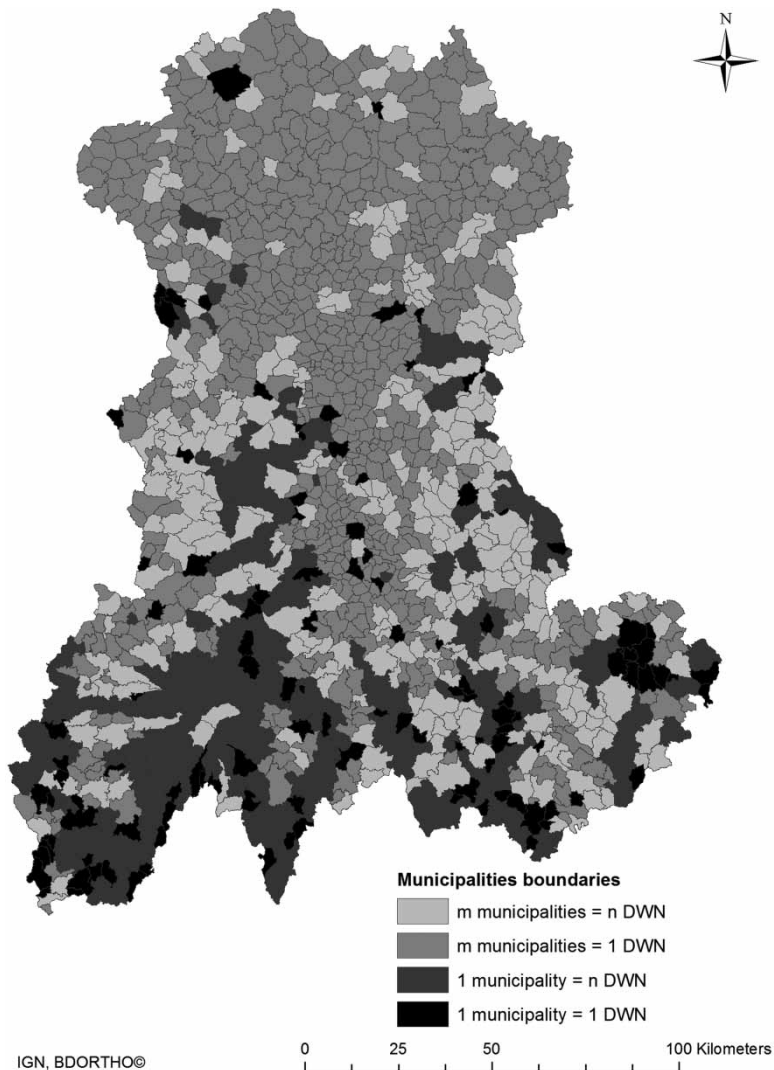 N
Municipalities boundaries
m municipalities = n DWN
m municipalities = 1 DWN
1 municipality = n DWN
1 municipality = 1 DWN
IGN, BDORTHO©
0 25 50 100 Kilometers